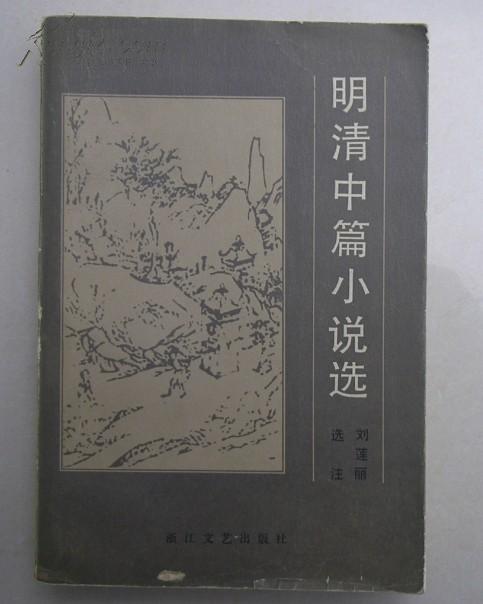 明清中篇小说选
刘莲丽
选注
浙江文艺出版社